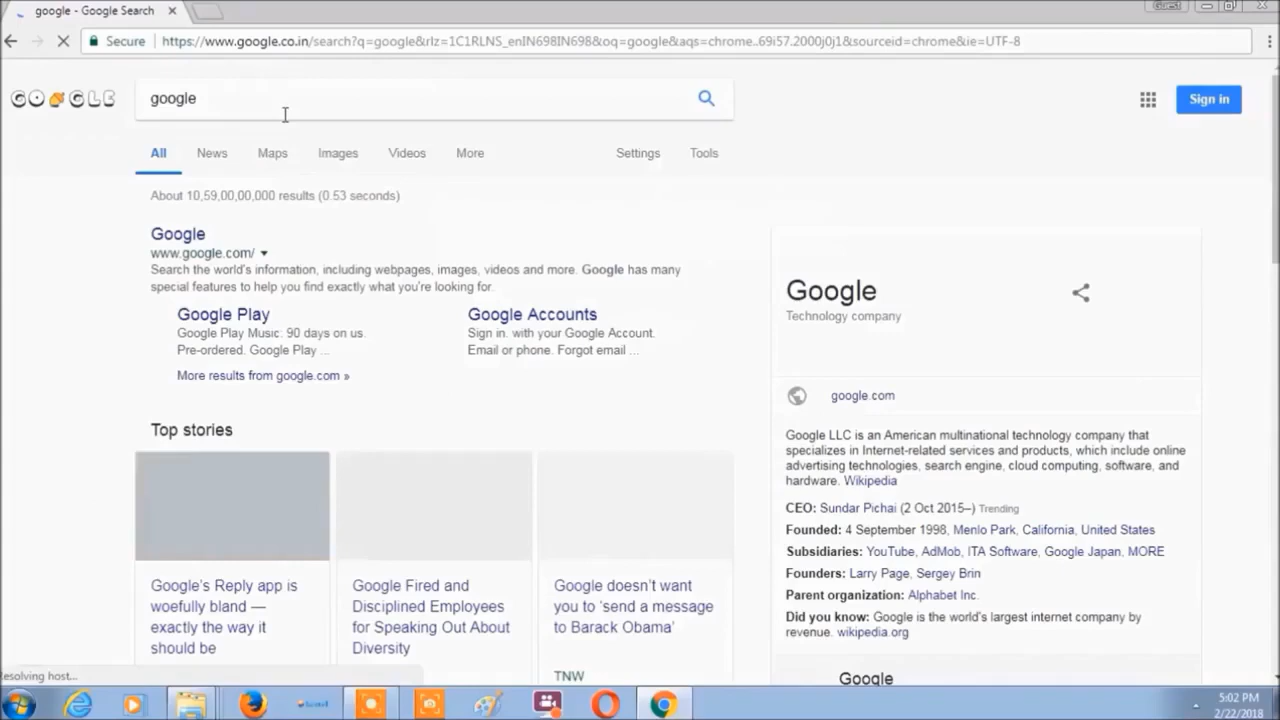 google - Google Search
Guest
Secure
https://www.google.co.in/search?q=google&rlz=1C1RLNS_enIN698IN698&oq=google&aqs=chrome..69i57.2000j0j1&sourceid=chrome&ie=UTF-8
GOOGLE
google
Sign in
All News Maps Images Videos More Settings Tools
About 10,59,00,00,000 results (0.53 seconds)
Google
www.google.com/
Search the world's information, including webpages, images, videos and more. Google has many
special features to help you find exactly what you're looking for.
Google Play
Google Play Music: 90 days on us.
Pre-ordered. Google Play ...
Google Accounts
Sign in. with your Google Account.
Email or phone. Forgot email ...
More results from google.com »
Top stories
Google's Reply app is
woefully bland —
exactly the way it
should be
Google Fired and
Disciplined Employees
for Speaking Out About
Diversity
Google doesn't want
you to 'send a message
to Barack Obama'
TNW
Google
Technology company
google.com
Google LLC is an American multinational technology company that
specializes in Internet-related services and products, which include online
advertising technologies, search engine, cloud computing, software, and
hardware. Wikipedia
CEO: Sundar Pichai (2 Oct 2015–) Trending
Founded: 4 September 1998, Menlo Park, California, United States
Subsidiaries: YouTube, AdMob, ITA Software, Google Japan, MORE
Founders: Larry Page, Sergey Brin
Parent organization: Alphabet Inc.
Did you know: Google is the world's largest internet company by
revenue. wikipedia.org
Google
Resolving host...
5:02 PM
2/22/2018